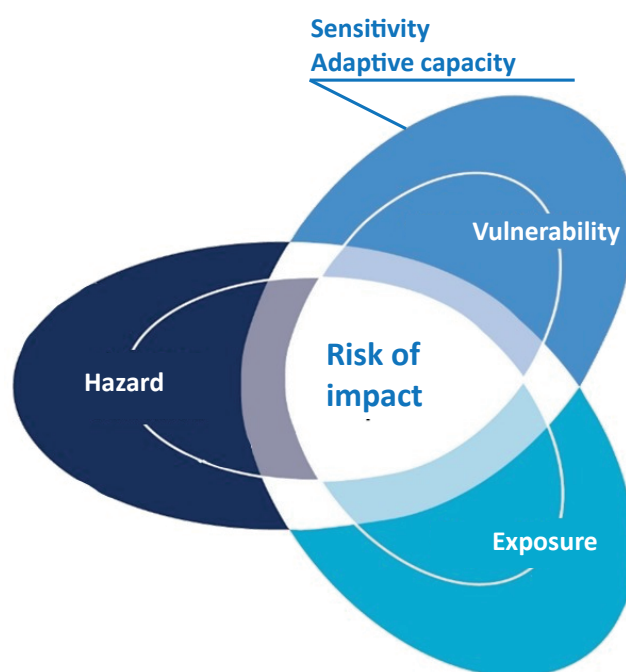 Sensitivity
Adaptive capacity
Vulnerability
Risk of
impact
Hazard
Exposure